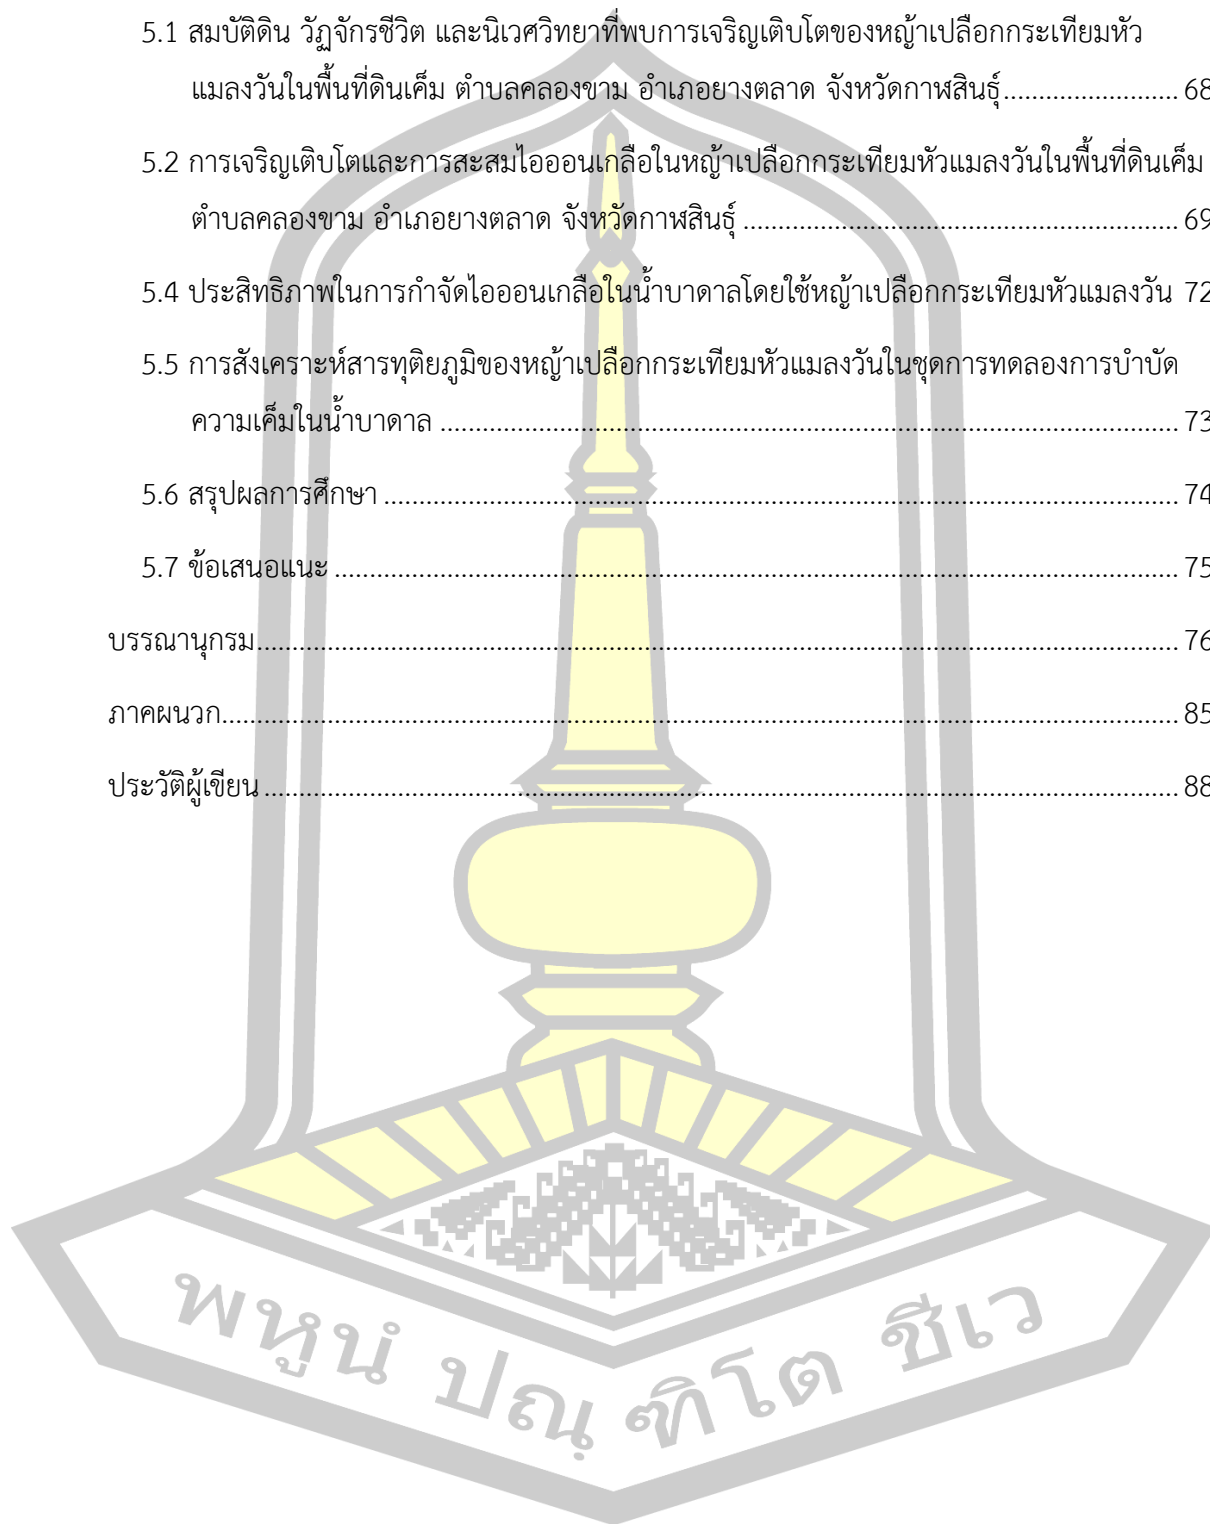 5.1 สมบัติดิน วัฏจักรชีวิต และนิเวศวิทยาที่พบการเจริญเติบโตของหญ้าเปลือกกระเทียมหัว
แมลงวันในพื้นที่ดินเค็ม ตำบลคลองขาม อำเภอยางตลาด จังหวัดกาฬสินธุ์......................... 68
5.2 การเจริญเติบโตและการสะสมไอออนเกลือในหญ้าเปลือกกระเทียมหัวแมลงวันในพื้นที่ดินเค็ม
ตำบลคลองขาม อำเภอยางตลาด จังหวัดกาฬสินธุ์ ............................................................... 69
5.4 ประสิทธิภาพในการกำจัดไอออนเกลือในน้ำบาดาลโดยใช้หญ้าเปลือกกระเทียมหัวแมลงวัน 72
5.5 การสังเคราะห์สารทุติยภูมิของหญ้าเปลือกกระเทียมหัวแมลงวันในชุดการทดลองการบำบัด
ความเค็มในน้ำบาดาล .......................................................................................................... 73
5.6 สรุปผลการศึกษา ................................................................................................................. 74
5.7 ข้อเสนอแนะ ........................................................................................................................ 75
บรรณานุกรม.................................................................................................................................. 76
ภาคผนวก....................................................................................................................................... 85
ประวัติผู้เขียน ................................................................................................................................. 88
พหูนํ ปณฺฑิโต ชีเว